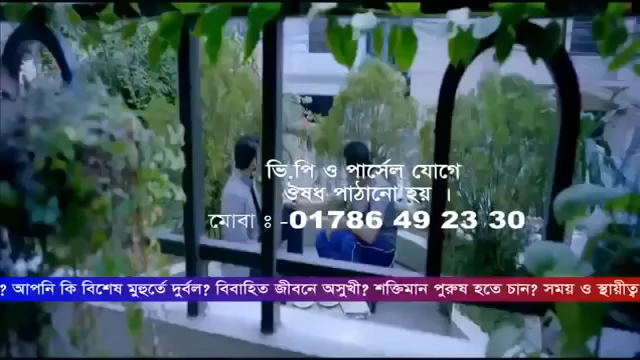 ভি.পি ও পার্সেল যোগে
ঔষধ পাঠানো হয় ।
মোবা ঃ -01786 49 23 30
? আপনি কি বিশেষ মুহুর্তে দুর্বল? বিবাহিত জীবনে অসুখী? শক্তিমান পুরুষ হতে চান? সময় ও স্থায়ীত্ব